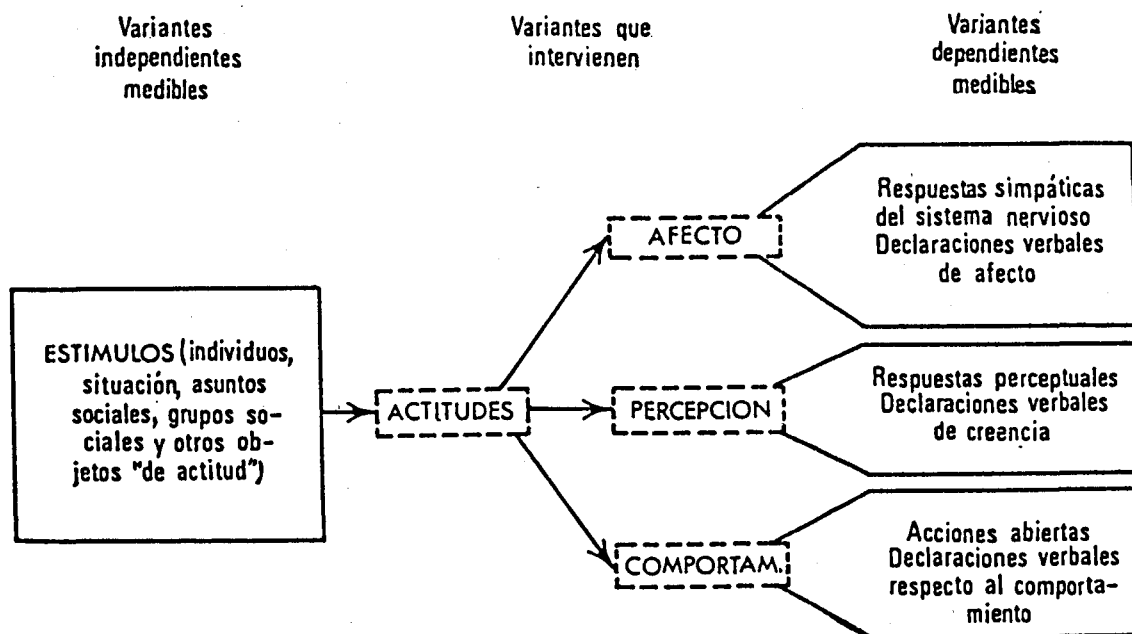 Variantes
independientes
medibles
Variantes que
intervienen
Variantes
dependientes
medibles
ESTIMULOS (individuos,
situación, asuntos
sociales, grupos so-
ciales y otros ob-
jetos "de actitud")
ACTITUDES
AFECTO
PERCEPCION
COMPORTAM.
Respuestas simpáticas
del sistema nervioso
Declaraciones verbales
de afecto
Respuestas perceptuales
Declaraciones verbales
de creencia
Acciones abiertas
Declaraciones verbales
respecto al comporta-
miento